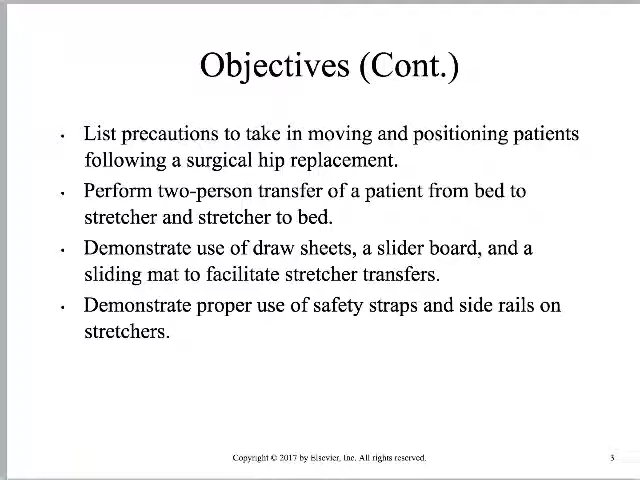 Objectives (Cont.)
• List precautions to take in moving and positioning patients
following a surgical hip replacement.
• Perform two-person transfer of a patient from bed to
stretcher and stretcher to bed.
• Demonstrate use of draw sheets, a slider board, and a
sliding mat to facilitate stretcher transfers.
• Demonstrate proper use of safety straps and side rails on
stretchers.
Copyright © 2017 by Elsevier, Inc. All rights reserved.
3